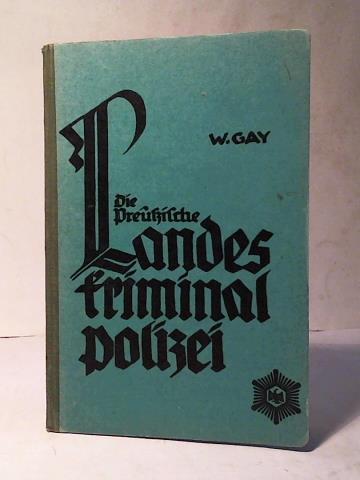 W. GAY
Die
Preußische
Landes
kriminal
polizei